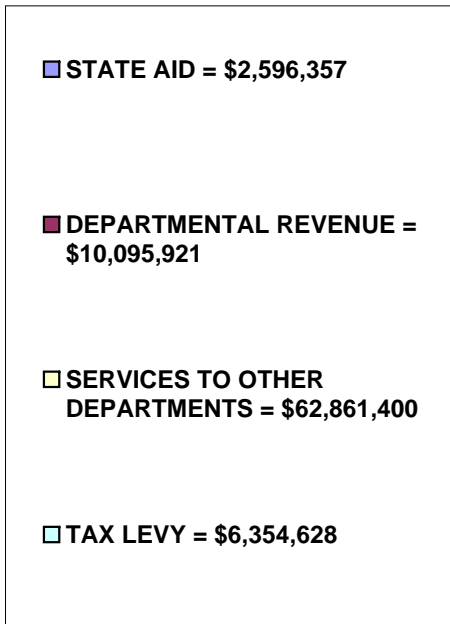 STATE AID = $2,596,357
DEPARTMENTAL REVENUE =
$10,095,921
SERVICES TO OTHER
DEPARTMENTS = $62,861,400
TAX LEVY = $6,354,628